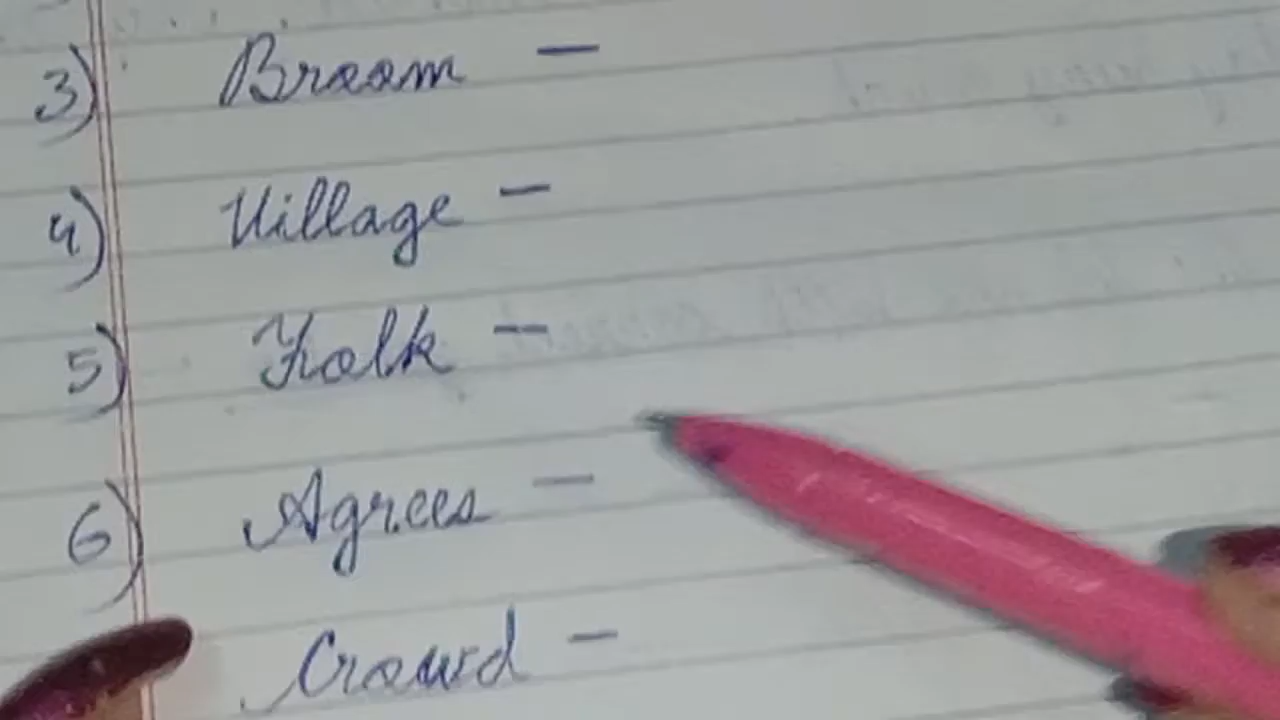 3) Broom –
4) Village –
5) Folk –
6) Agrees –
Crowd –